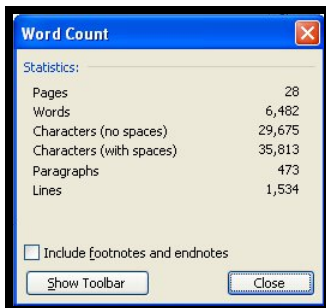 Word Count
Statistics:
Pages 28
Words 6,482
Characters (no spaces) 29,675
Characters (with spaces) 35,813
Paragraphs 473
Lines 1,534
Include footnotes and endnotes
Show Toolbar Close